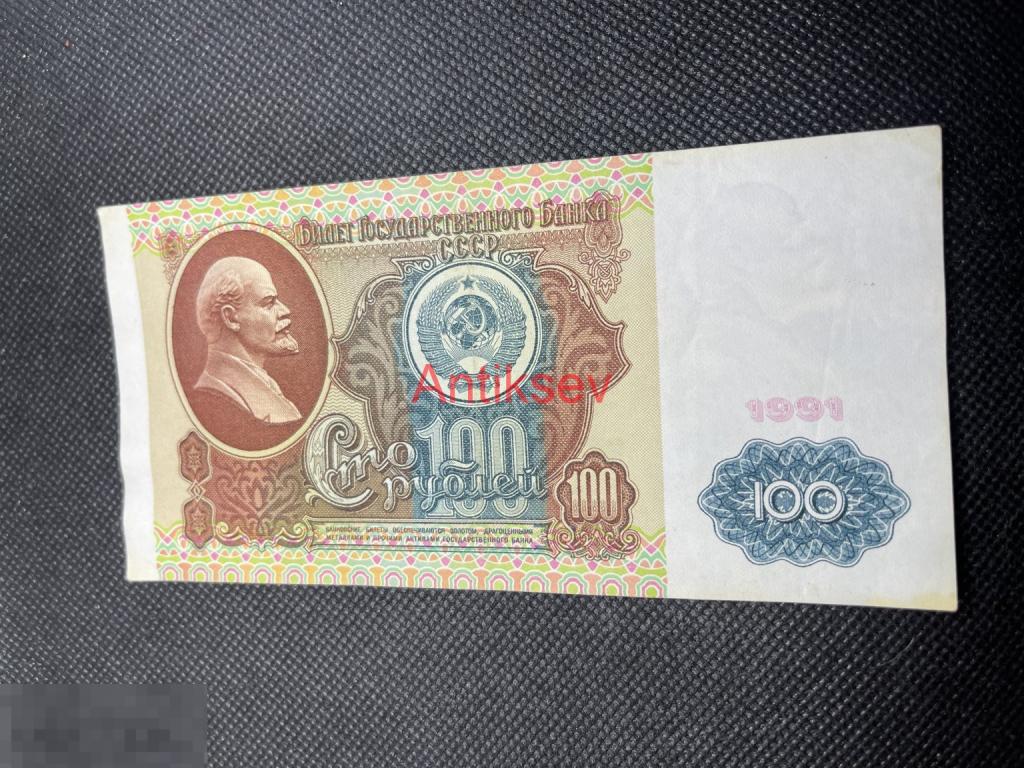 Билет Государственного Банка
СССР
Antiksev
1991
Сто 100
рублей
100
100
БАНКОВСКИЕ БИЛЕТЫ ОБЕСПЕЧИВАЮТСЯ ЗОЛОТОМ, ДРАГОЦЕННЫМИ
МЕТАЛЛАМИ И ПРОЧИМИ АКТИВАМИ ГОСУДАРСТВЕННОГО БАНКА